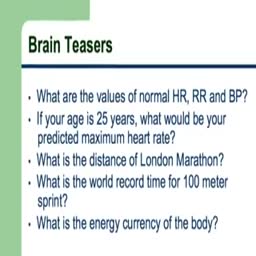 Brain Teasers
• What are the values of normal HR, RR and BP?
• If your age is 25 years, what would be your
predicted maximum heart rate?
• What is the distance of London Marathon?
• What is the world record time for 100 meter
sprint?
• What is the energy currency of the body?